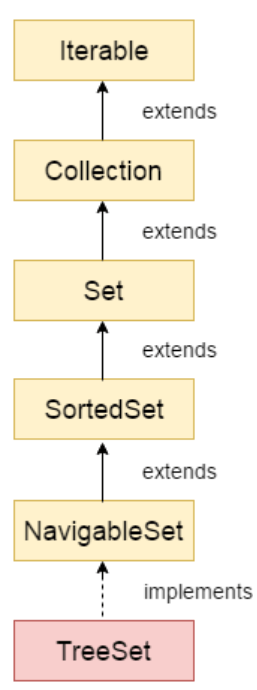 Iterable
extends
Collection
extends
Set
extends
SortedSet
extends
NavigableSet
implements
TreeSet